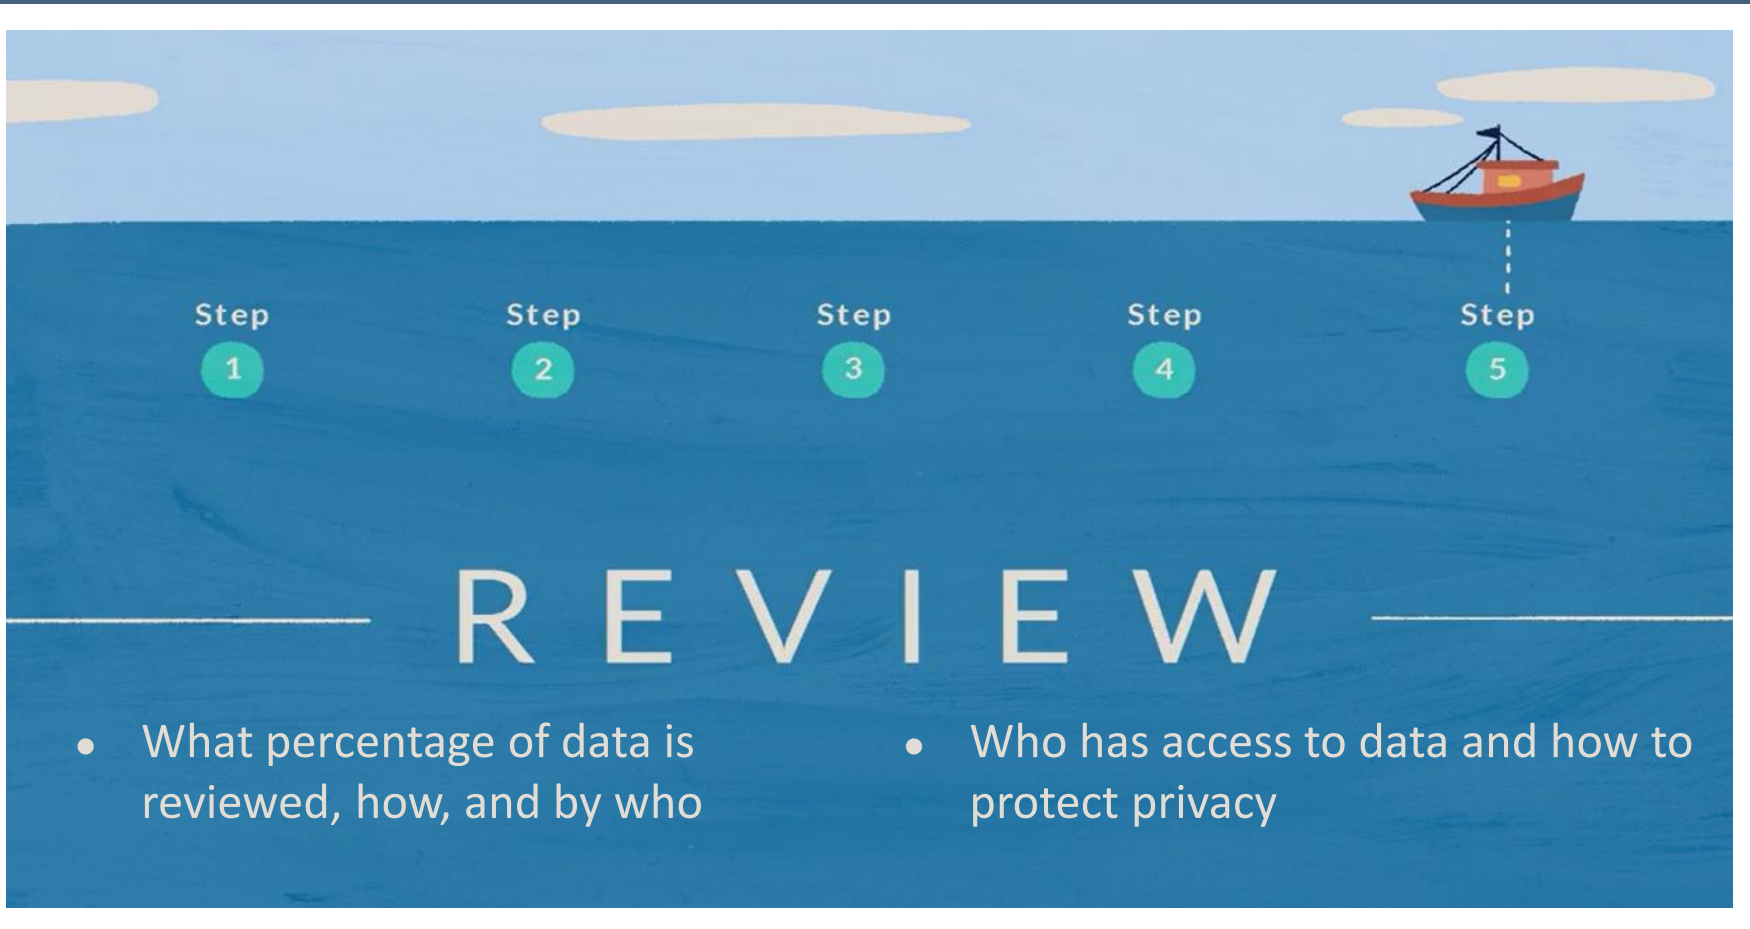 Step Step Step Step Step
1 2 3 4 5
REVIEW
• What percentage of data is
reviewed, how, and by who
• Who has access to data and how to
protect privacy